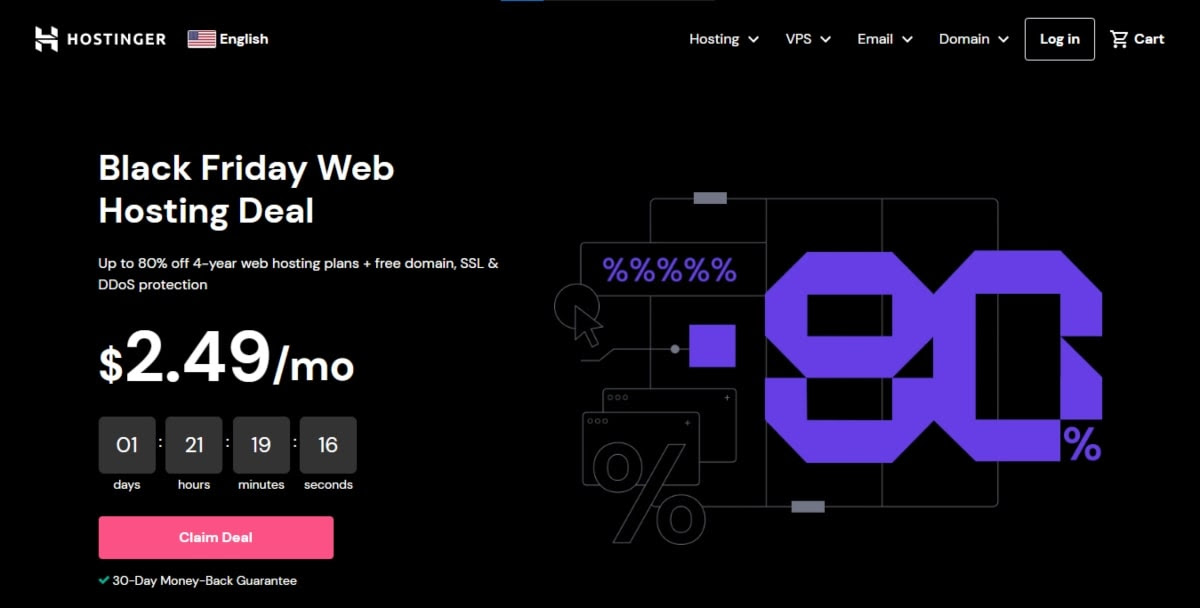 HOSTINGER English Hosting VPS Email Domain Log in Cart
Black Friday Web
Hosting Deal
Up to 80% off 4-year web hosting plans + free domain, SSL &
DDoS protection
$2.49/mo
01 : 21 : 19 : 16
days hours minutes seconds
Claim Deal
30-Day Money-Back Guarantee
%%%%%
80%
%